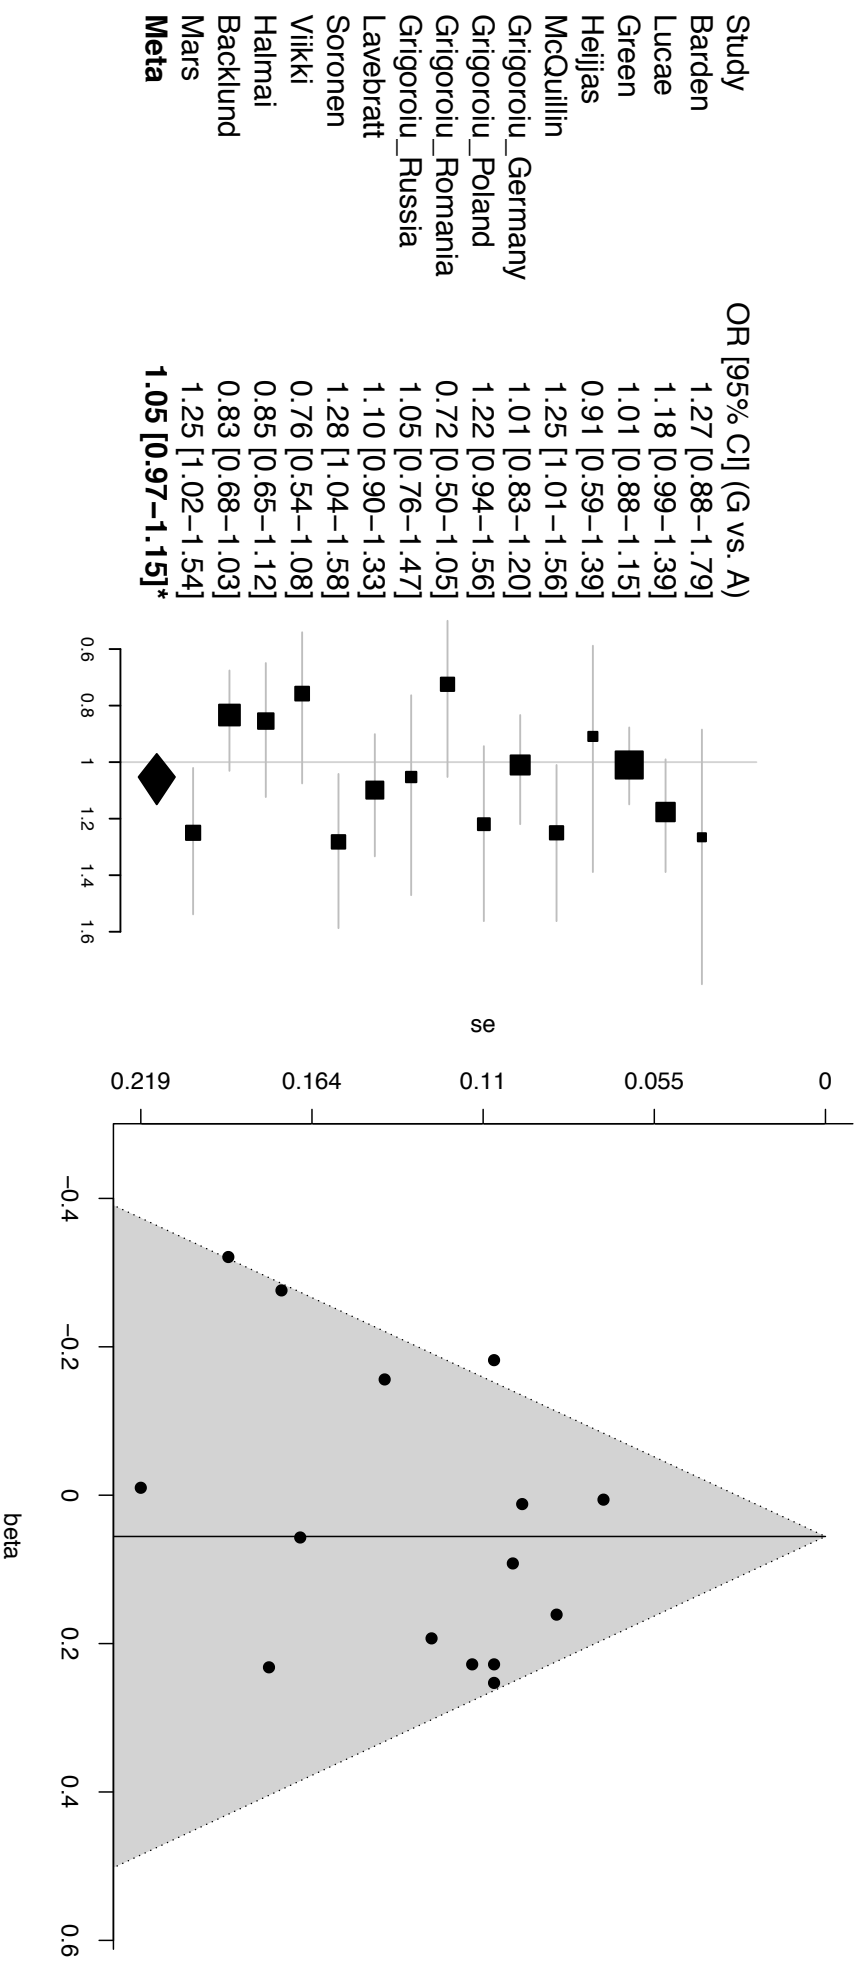 Study OR [95% CI] (G vs. A)
Barden 1.27 [0.88−1.79]
Lucae 1.18 [0.99−1.39]
Green 1.01 [0.88−1.15]
Hejjas 0.91 [0.59−1.39]
McQuillin 1.25 [1.01−1.56]
Grigoroiu_Germany 1.01 [0.83−1.20]
Grigoroiu_Poland 1.22 [0.94−1.56]
Grigoroiu_Romania 0.72 [0.50−1.05]
Grigoroiu_Russia 1.05 [0.76−1.47]
Lavebratt 1.10 [0.90−1.33]
Soronen 1.28 [1.04−1.58]
Viikki 0.76 [0.54−1.08]
Halmai 0.85 [0.65−1.12]
Backlund 0.83 [0.68−1.03]
Mars 1.25 [1.02−1.54]
Meta 1.05 [0.97−1.15]*
0.6 0.8 1 1.2 1.4 1.6
se
0
0.055
0.11
0.164
0.219
−0.4 −0.2 0 0.2 0.4 0.6
beta